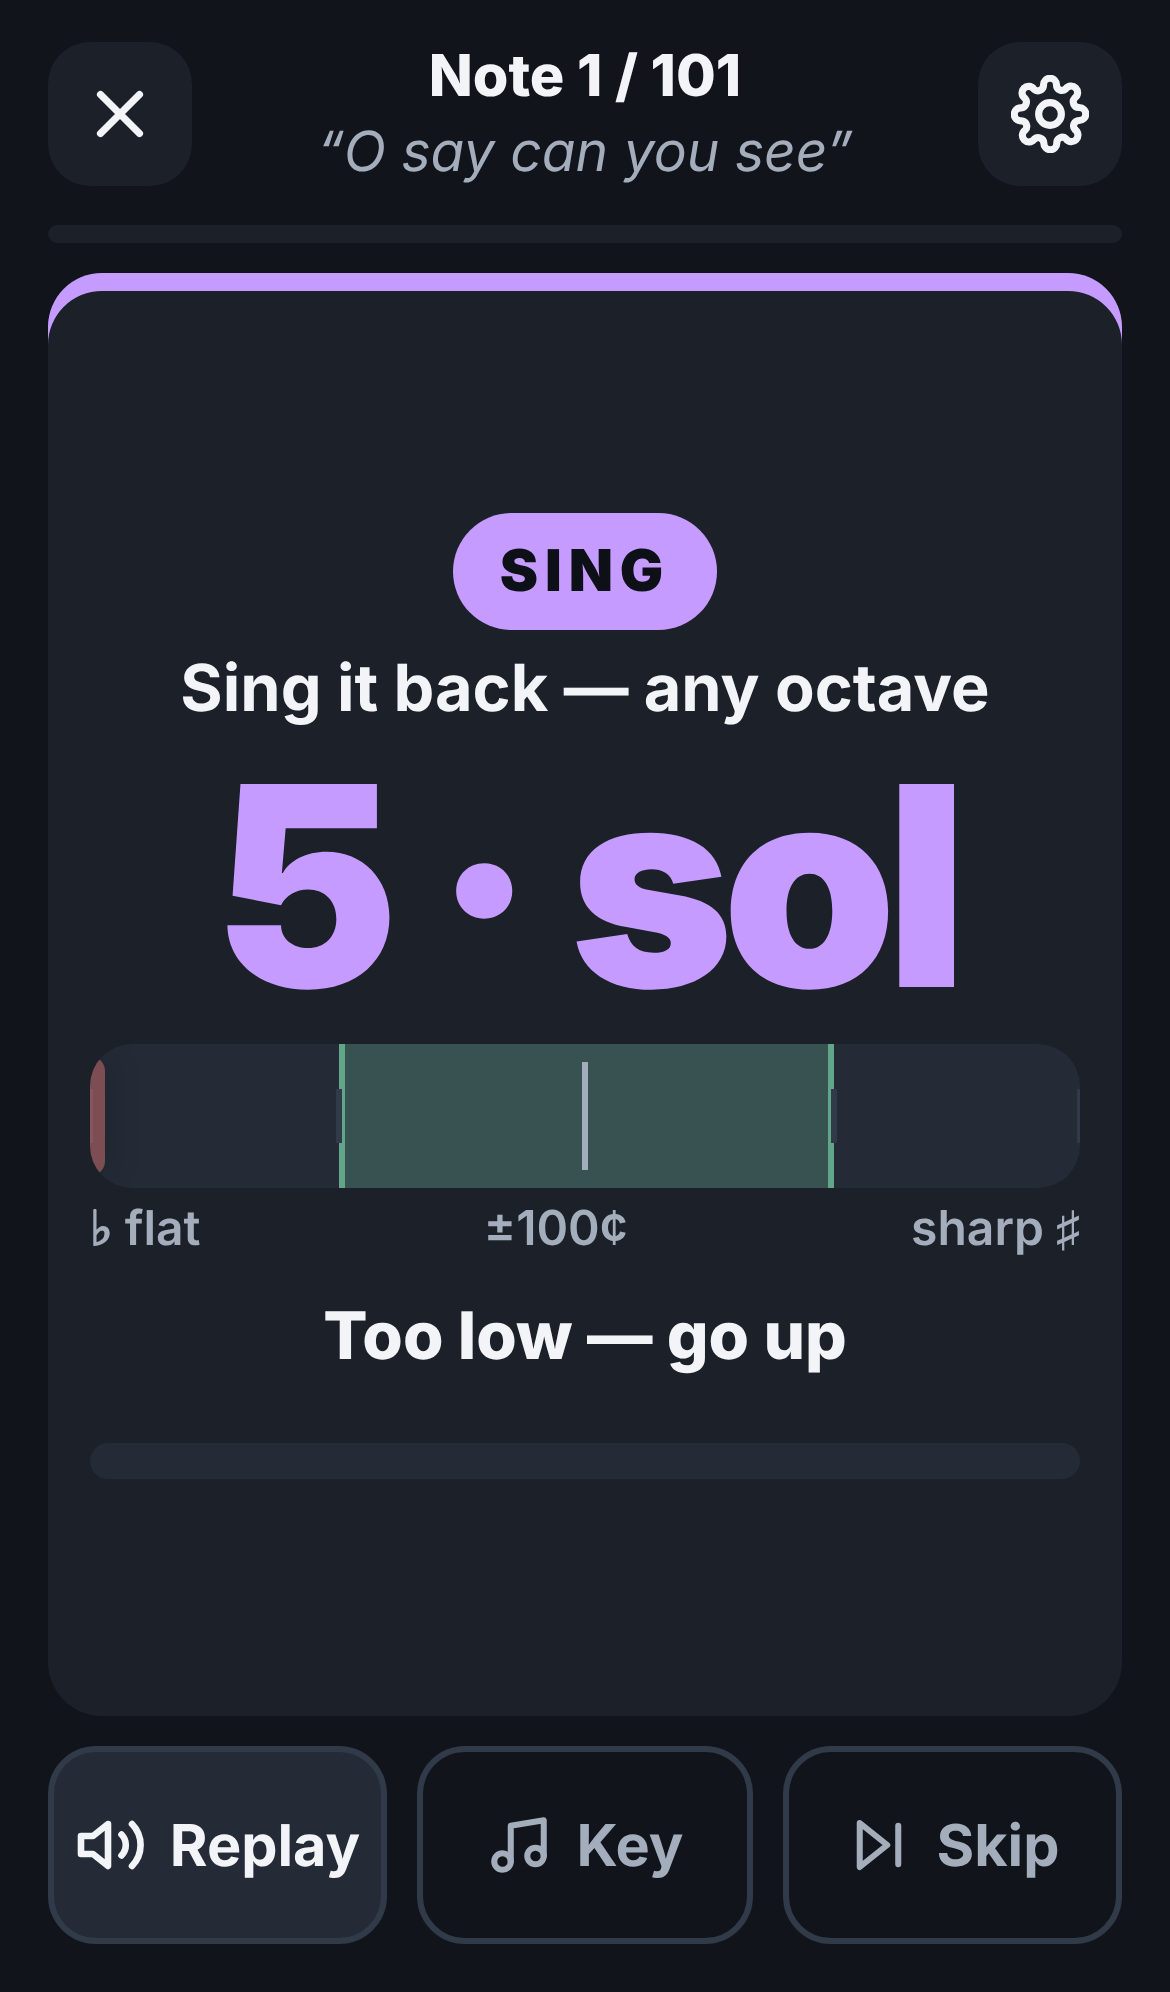 Note 1 / 101
“O say can you see”
SING
Sing it back — any octave
5 · sol
♭ flat ±100¢ sharp ♯
Too low — go up
Replay Key Skip